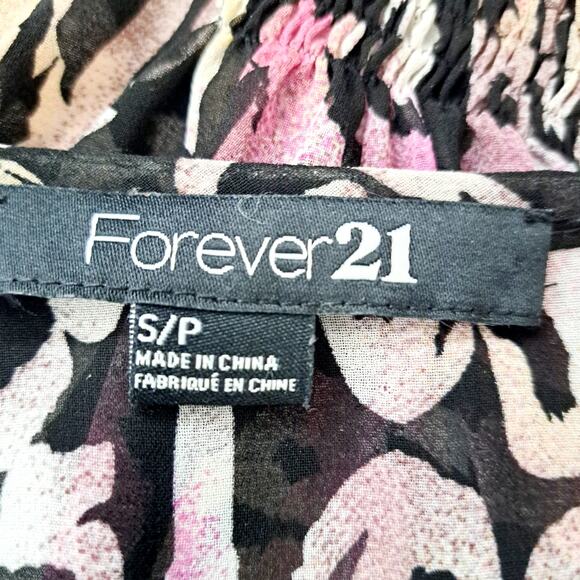 Forever21
S/P
MADE IN CHINA
FABRIQUÉ EN CHINE